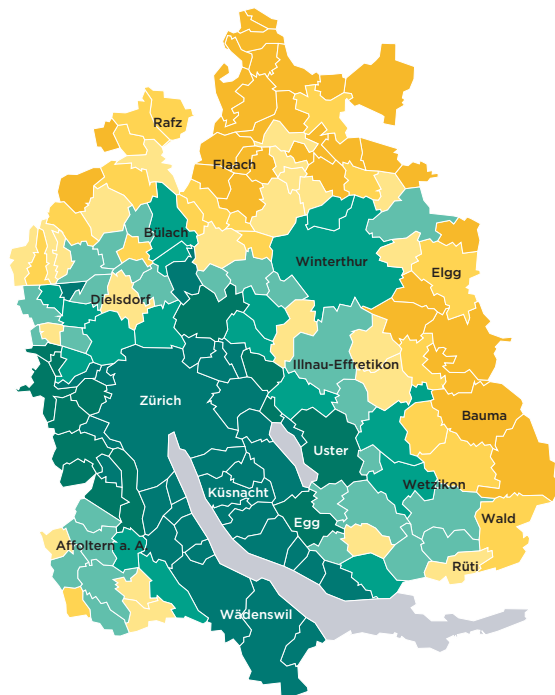 Rafz
Flaach
Bülach
Winterthur
Elgg
Dielsdorf
Illnau-Effretikon
Zürich
Bauma
Uster
Wetzikon
Küsnacht
Egg
Wald
Affoltern a. A.
Rüti
Wädenswil